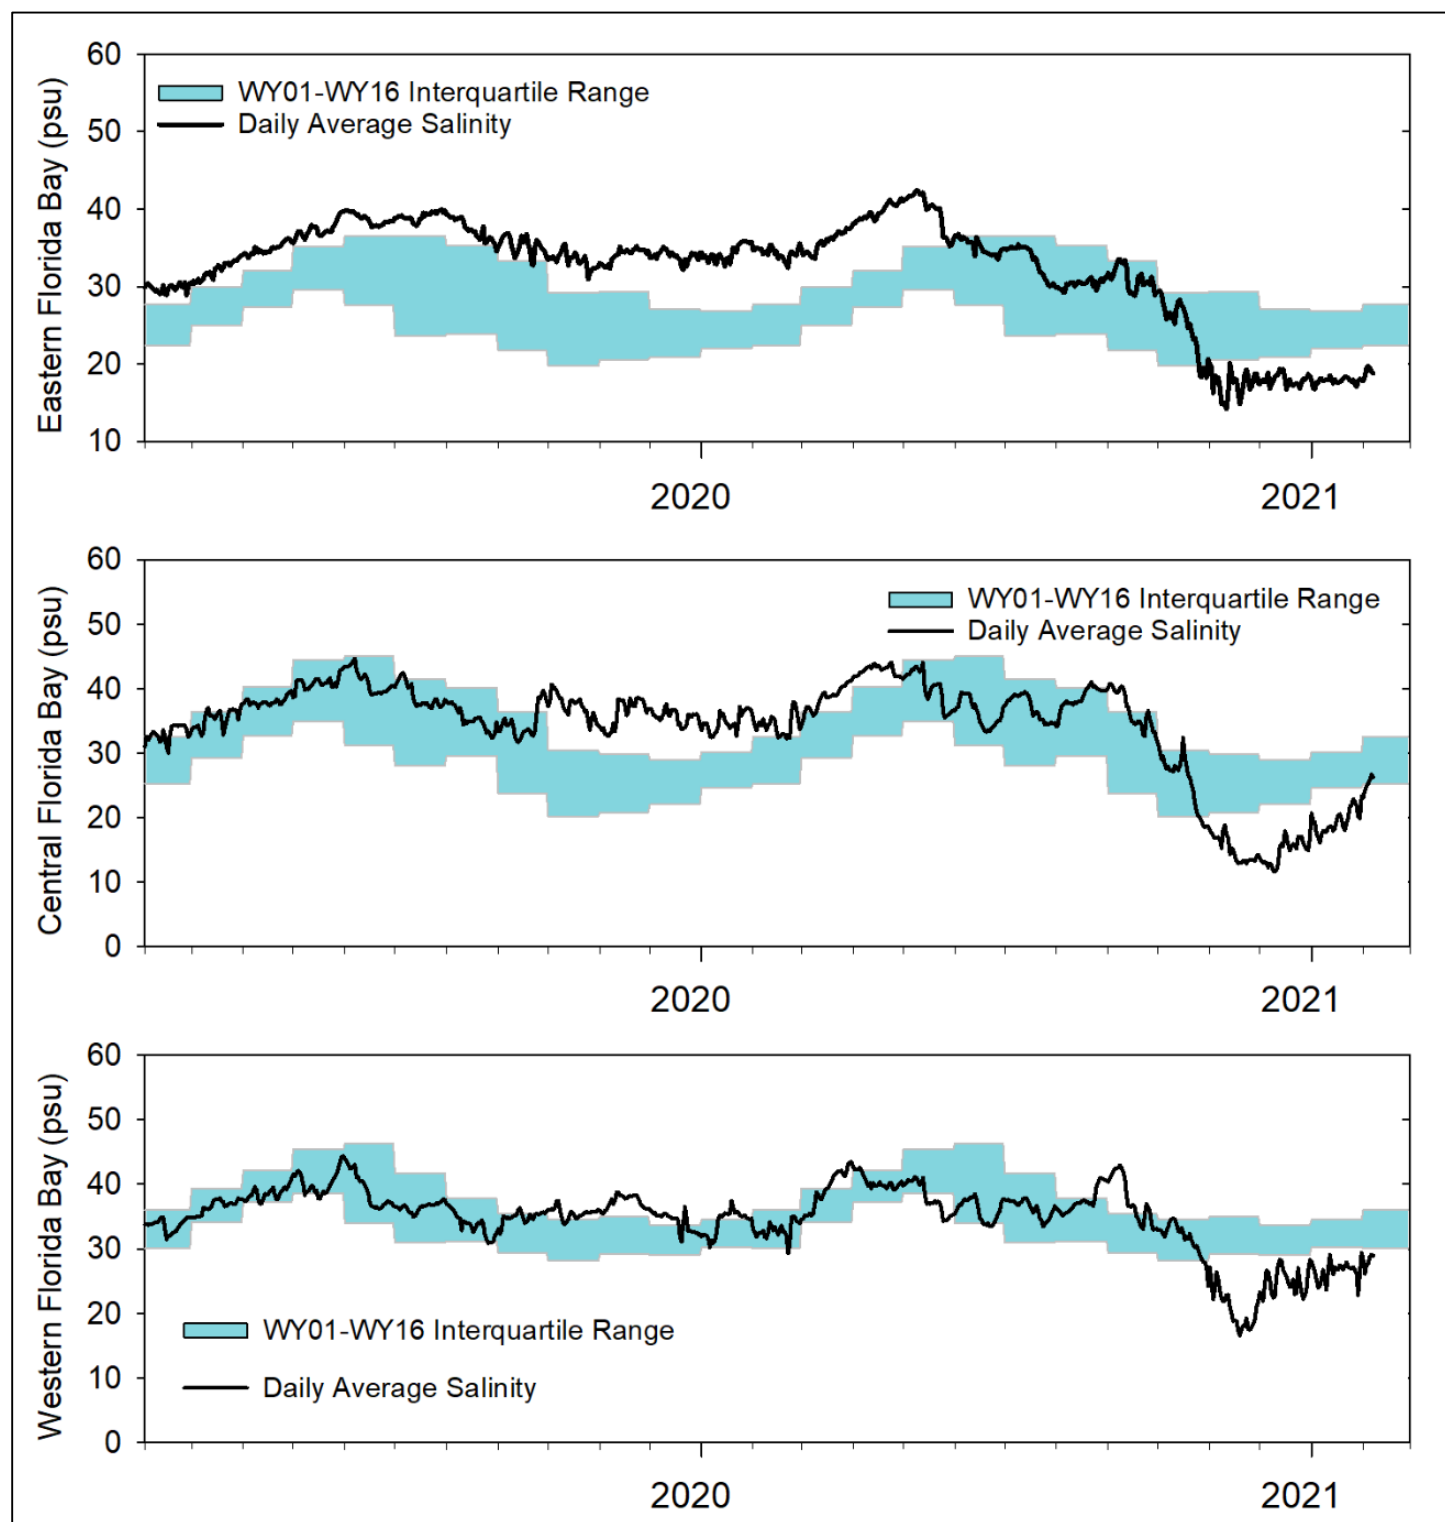 Eastern Florida Bay (psu)
60
50
40
30
20
10
WY01-WY16 Interquartile Range
Daily Average Salinity
2020
2021
Central Florida Bay (psu)
60
50
40
30
20
10
0
WY01-WY16 Interquartile Range
Daily Average Salinity
2020
2021
Western Florida Bay (psu)
60
50
40
30
20
10
0
WY01-WY16 Interquartile Range
Daily Average Salinity
2020
2021